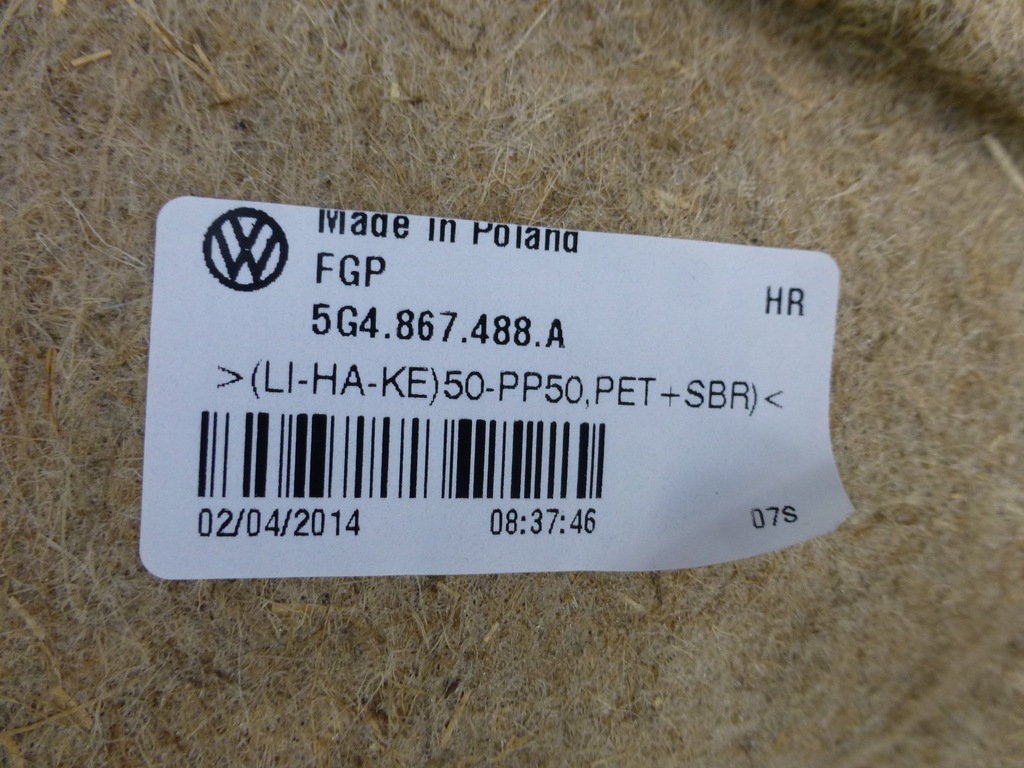 Made in Poland
FGP
HR
5G4.867.488.A
>(LI-HA-KE)50-PP50,PET+SBR)<
02/04/2014 08:37:46 07S